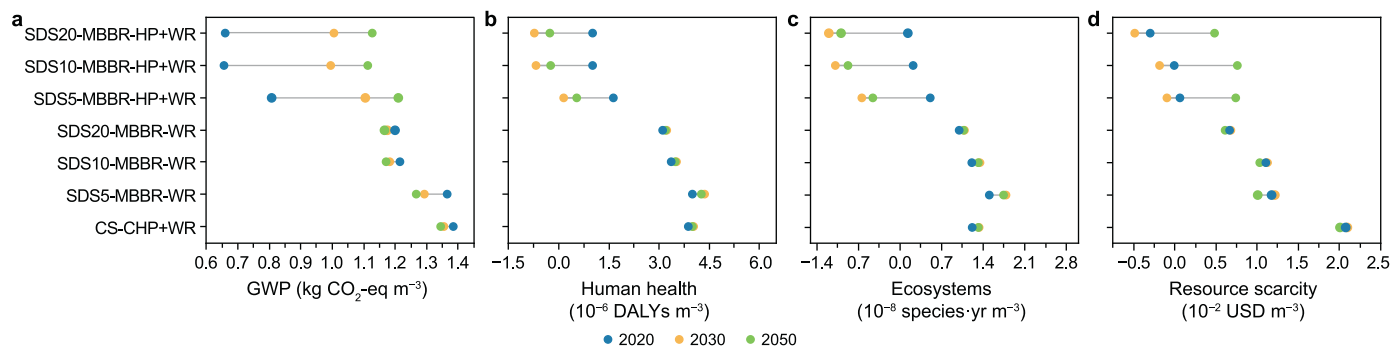 a
b
c
d
SDS20-MBBR-HP+WR
SDS10-MBBR-HP+WR
SDS5-MBBR-HP+WR
SDS20-MBBR-WR
SDS10-MBBR-WR
SDS5-MBBR-WR
CS-CHP+WR
0.6 0.7 0.8 0.9 1.0 1.1 1.2 1.3 1.4
GWP (kg CO₂-eq m⁻³)
−1.5 0.0 1.5 3.0 4.5 6.0
Human health
(10⁻⁶ DALYs m⁻³)
−1.4 0.7 0.0 0.7 1.4 2.1 2.8
Ecosystems
(10⁻⁸ species·yr m⁻³)
−0.5 0.0 0.5 1.0 1.5 2.0 2.5
Resource scarcity
(10⁻² USD m⁻³)
2020 2030 2050